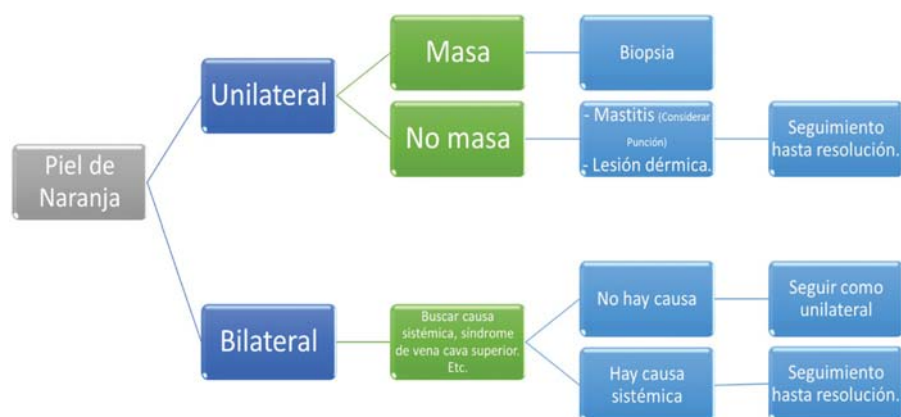 Piel de
Naranja
Unilateral
Masa
Biopsia
No masa
- Mastitis (Considerar
Punción)
- Lesión dérmica.
Seguimiento
hasta resolución.
Bilateral
Buscar causa
sistémica, síndrome
de vena cava superior.
Etc.
No hay causa
Seguir como
unilateral
Hay causa
sistémica
Seguimiento
hasta resolución.